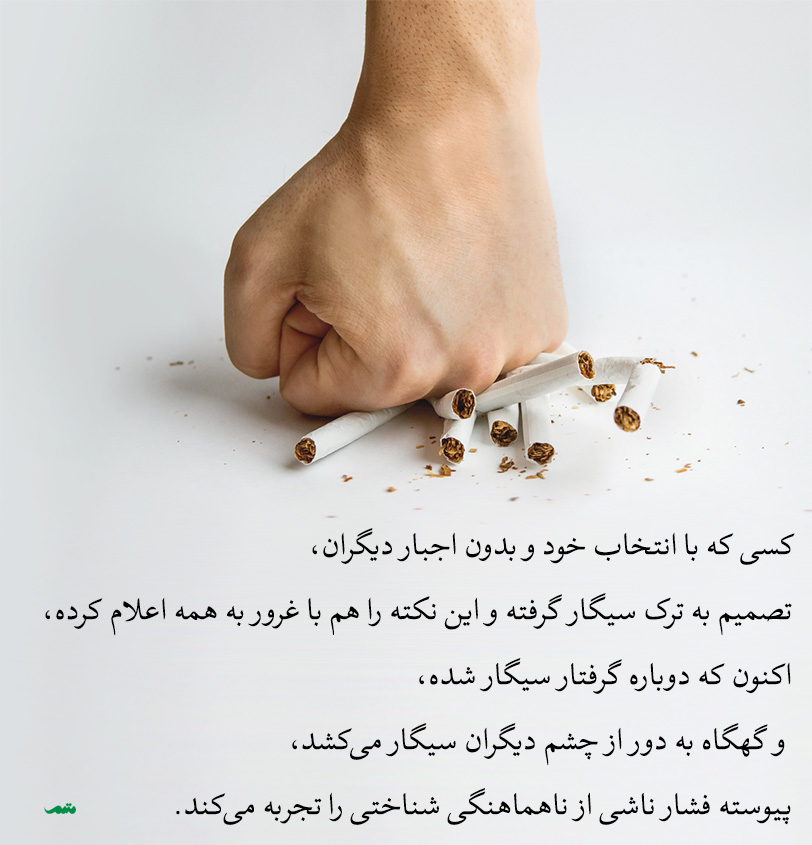 کسی که با انتخاب خود و بدون اجبار دیگران،
تصمیم به ترک سیگار گرفته و این نکته را هم با غرور به همه اعلام کرده،
اکنون که دوباره گرفتار سیگار شده،
و گهگاه به دور از چشم دیگران سیگار می‌کشد،
پیوسته فشار ناشی از ناهماهنگی شناختی را تجربه می‌کند.